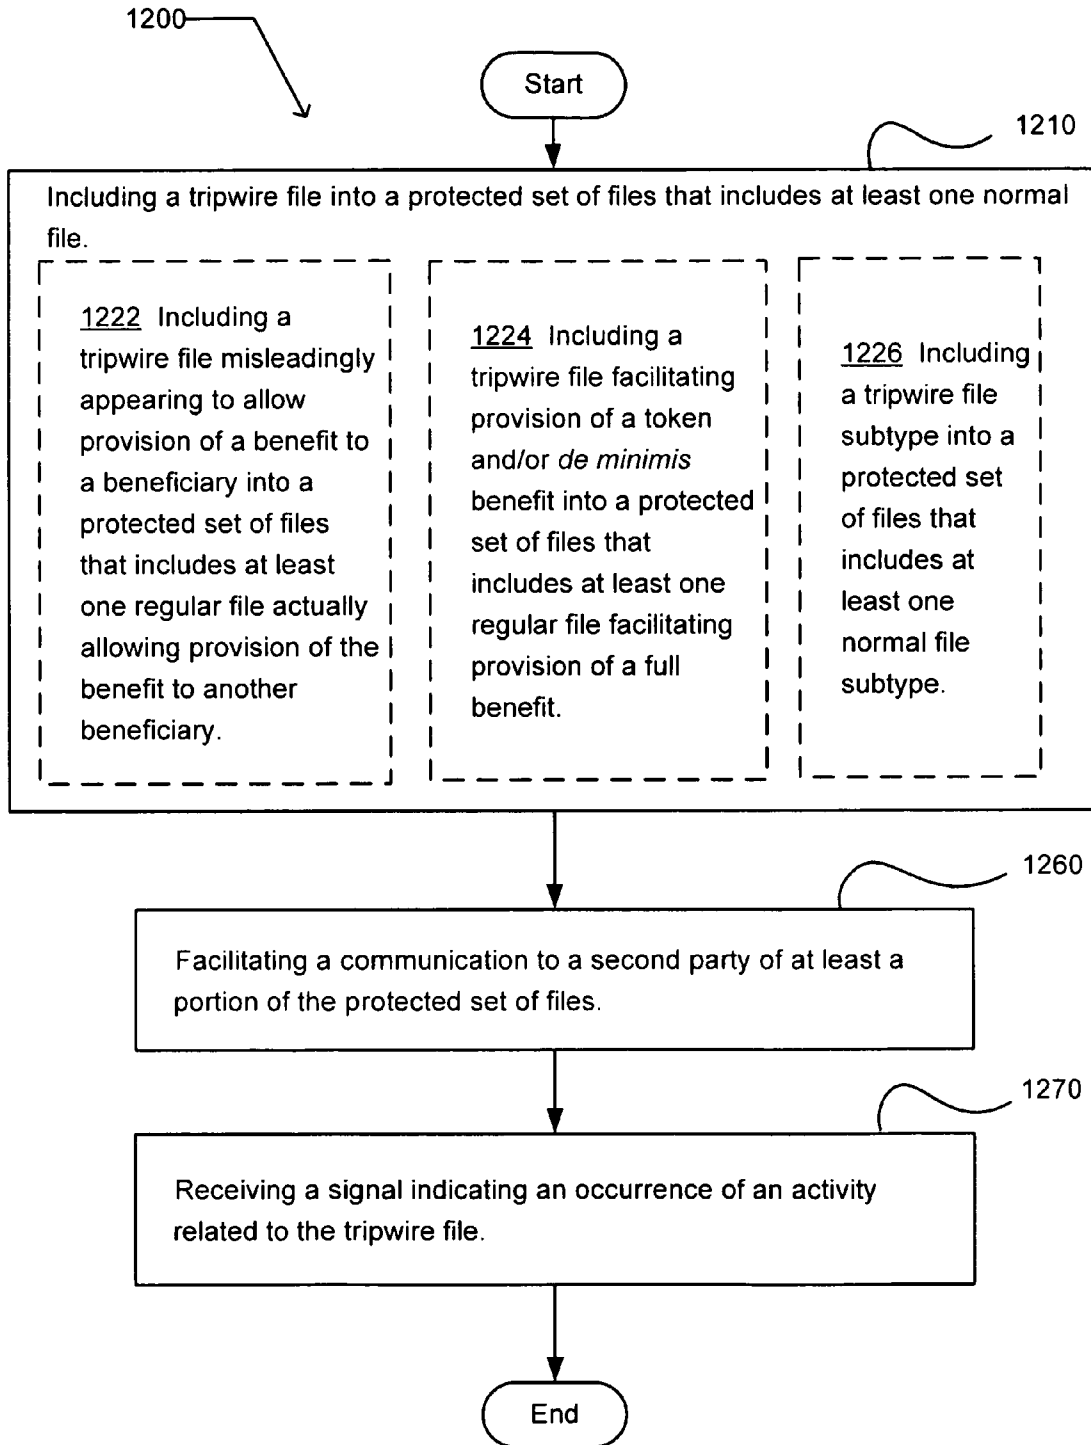 1200
Start
1210
Including a tripwire file into a protected set of files that includes at least one normal
file.
1222 Including a
tripwire file misleadingly
appearing to allow
provision of a benefit to
a beneficiary into a
protected set of files
that includes at least
one regular file actually
allowing provision of the
benefit to another
beneficiary.
1224 Including a
tripwire file facilitating
provision of a token
and/or de minimis
benefit into a protected
set of files that
includes at least one
regular file facilitating
provision of a full
benefit.
1226 Including
a tripwire file
subtype into a
protected set
of files that
includes at
least one
normal file
subtype.
1260
Facilitating a communication to a second party of at least a
portion of the protected set of files.
1270
Receiving a signal indicating an occurrence of an activity
related to the tripwire file.
End